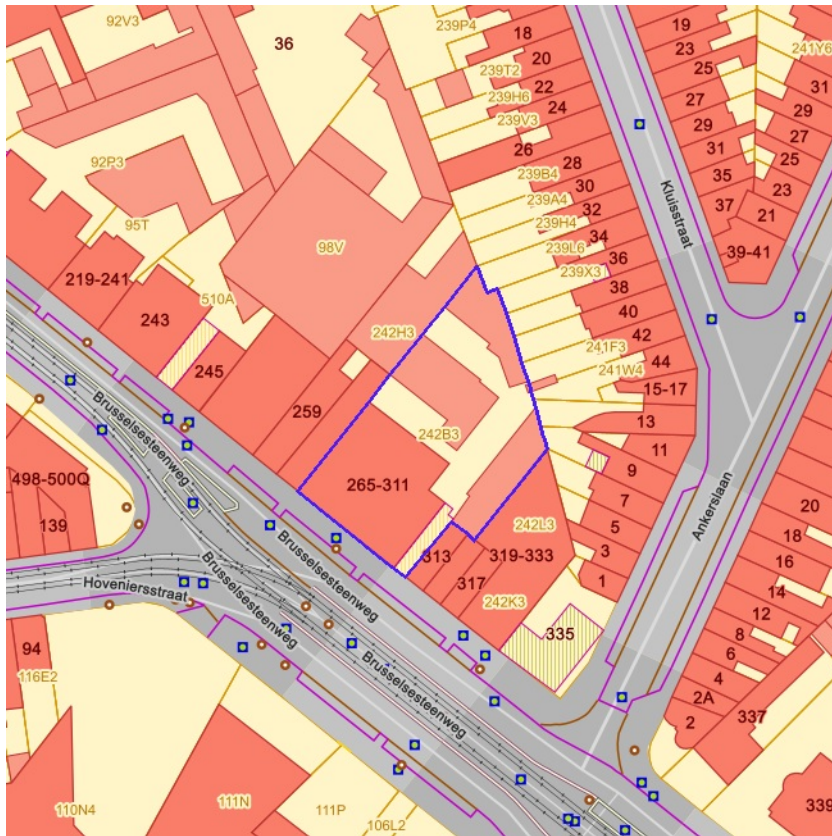 92V3
36
239P4
18
20
239T2
22
239H6
24
239V3
26
28
239B4
30
239A4
32
239H4
34
239L6
36
239X3
38
40
42
241F3
44
241W4
15-17
13
11
9
7
5
3
1
19
23
25
27
29
31
35
37
39-41
241Y6
31
29
27
25
23
21
Kluisstraat
92P3
95T
98V
219-241
510A
243
245
242H3
259
242B3
265-311
242L3
313
317
319-333
242K3
335
Brusselsesteenweg
Brusselsesteenweg
Brusselsesteenweg
Brusselsesteenweg
498-500Q
139
Hoveniersstraat
94
116E2
110N4
111N
111P
106L2
Ankerslaan
20
18
16
14
12
8
6
4
2A
2
337
339